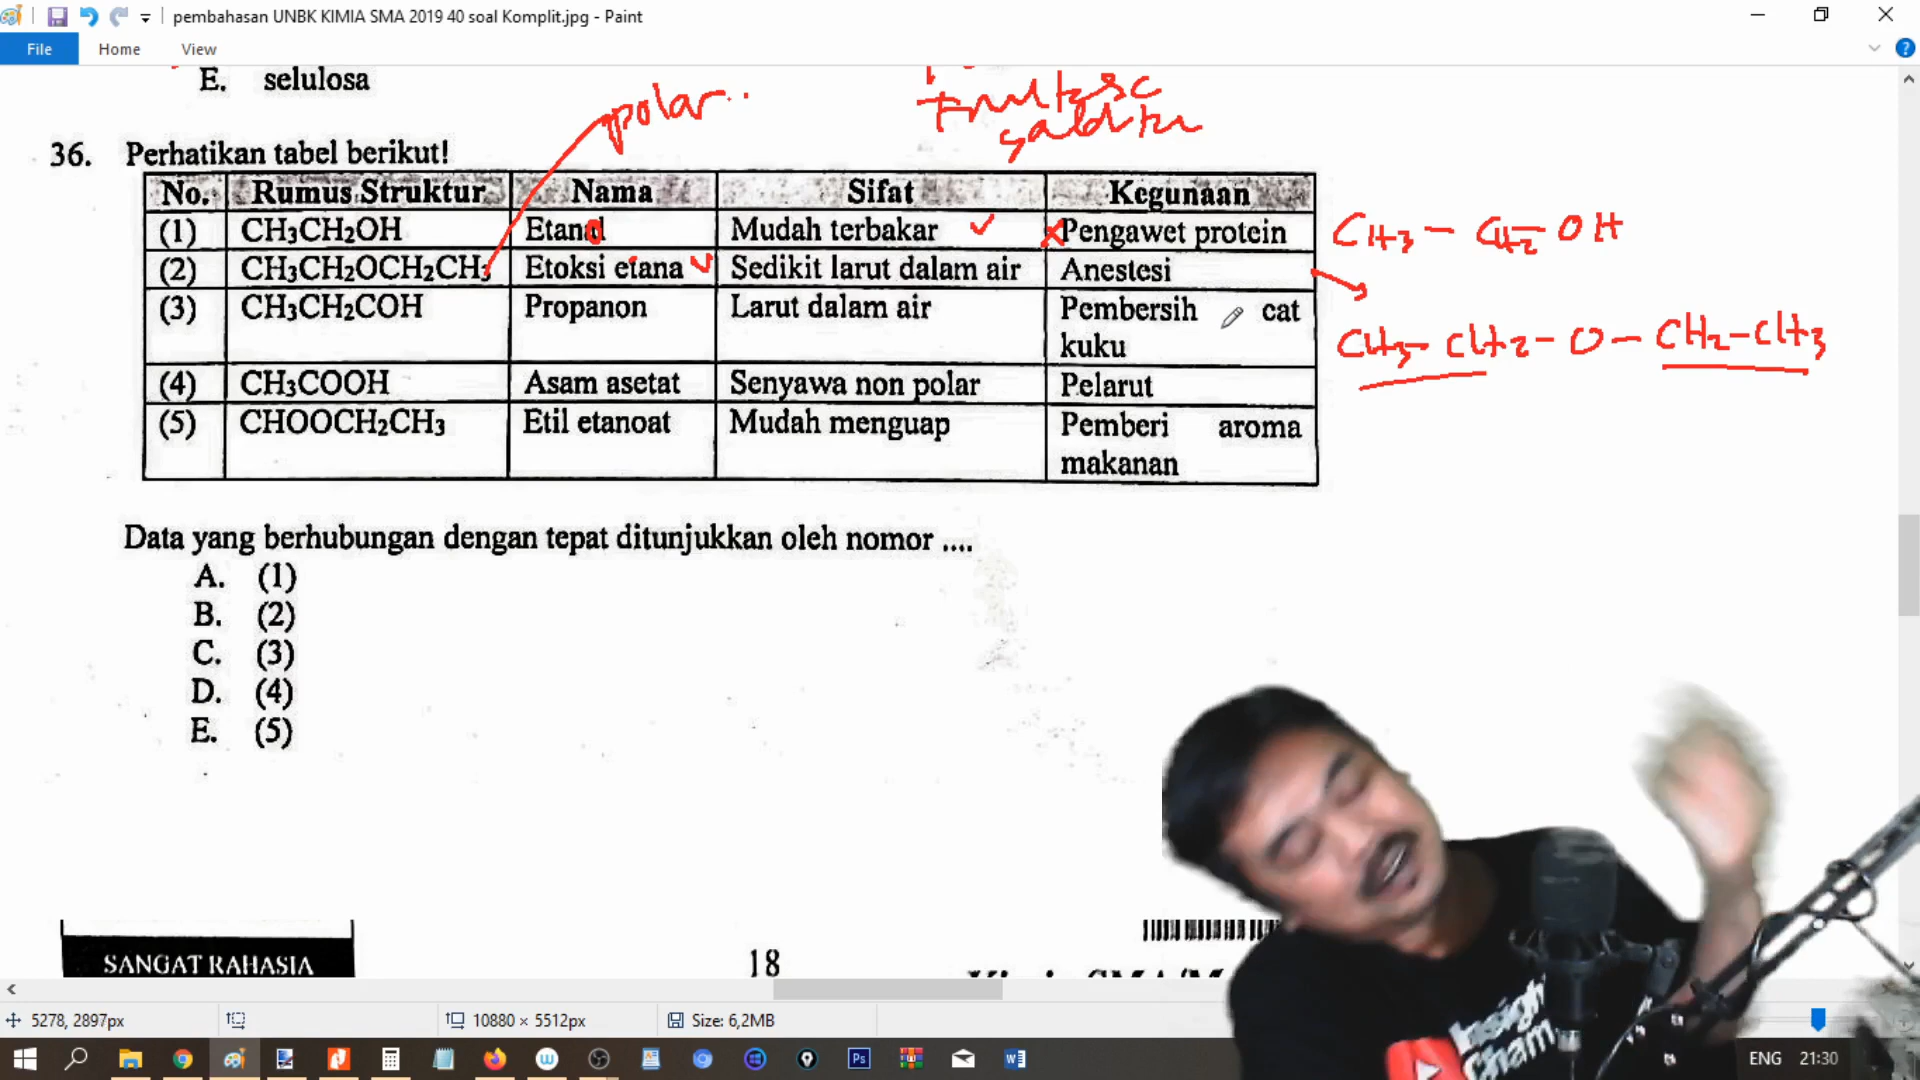 pembahasan UNBK KIMIA SMA 2019 40 soal Komplit.jpg - Paint
File Home View
E. selulosa
polar..
36. Perhatikan tabel berikut!
No. Rumus Struktur Nama Sifat Kegunaan
(1) CH3CH2OH Etanol Mudah terbakar Pengawet protein
CH3 - CH2 - OH
(2) CH3CH2OCH2CH3 Etoksi etana Sedikit larut dalam air Anestesi
(3) CH3CH2COH Propanon Larut dalam air Pembersih cat
kuku
CH3 - CH2 - O - CH2 - CH3
(4) CH3COOH Asam asetat Senyawa non polar Pelarut
(5) CHOOCH2CH3 Etil etanoat Mudah menguap Pemberi aroma
makanan
Data yang berhubungan dengan tepat ditunjukkan oleh nomor ....
A. (1)
B. (2)
C. (3)
D. (4)
E. (5)
SANGAT RAHASIA
18
5278, 2897px
10880 × 5512px
Size: 6,2MB
Insight
Cham
ENG 21:30